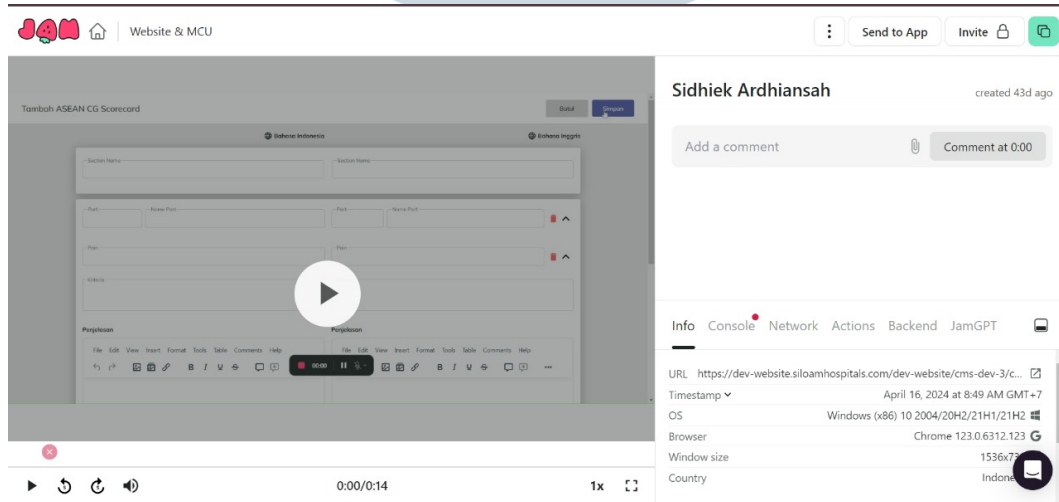 JAM Website & MCU Send to App Invite
Sidhiek Ardhiansah created 43d ago
Add a comment Comment at 0:00
Tambah ASEAN CG Scorecard Batal Simpan
Bahasa Indonesia Bahasa Inggris
Section Name Section Name
Part Name Part Part Name Part
Poin Poin
Kriteria
Penjelasan Penjelasan
File Edit View Insert Format Tools Table Comments Help File Edit View Insert Format Tools Table Comments Help
B I U S 00:00 B I U S
Info Console Network Actions Backend JamGPT
URL https://dev-website.siloamhospitals.com/dev-website/cms-dev-3/c...
Timestamp April 16, 2024 at 8:49 AM GMT+7
OS Windows (x86) 10 2004/20H2/21H1/21H2
Browser Chrome 123.0.6312.123
Window size
Country
0:00/0:14 1x